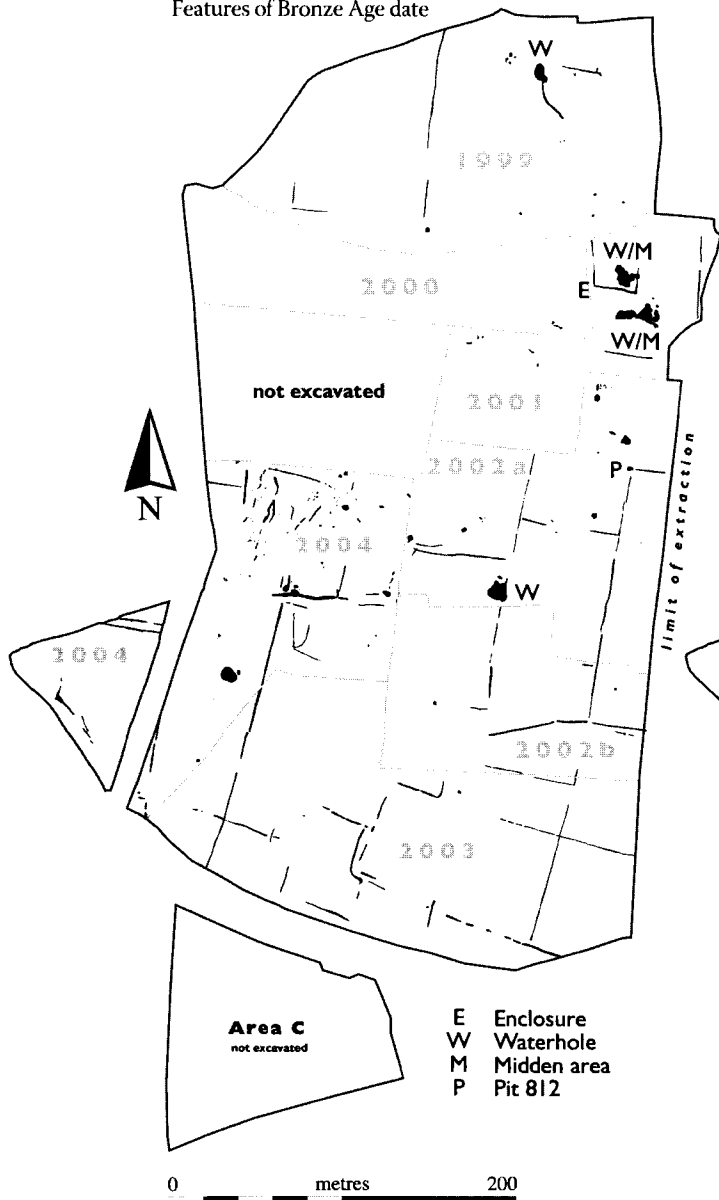 Features of Bronze Age date
W
1999
W/M
2000
E
W/M
not excavated
2001
2002a
P
N
limit of extraction
2004
W
2004
2002b
2003
Area C
not excavated
E Enclosure
W Waterhole
M Midden area
P Pit 812
0 metres 200